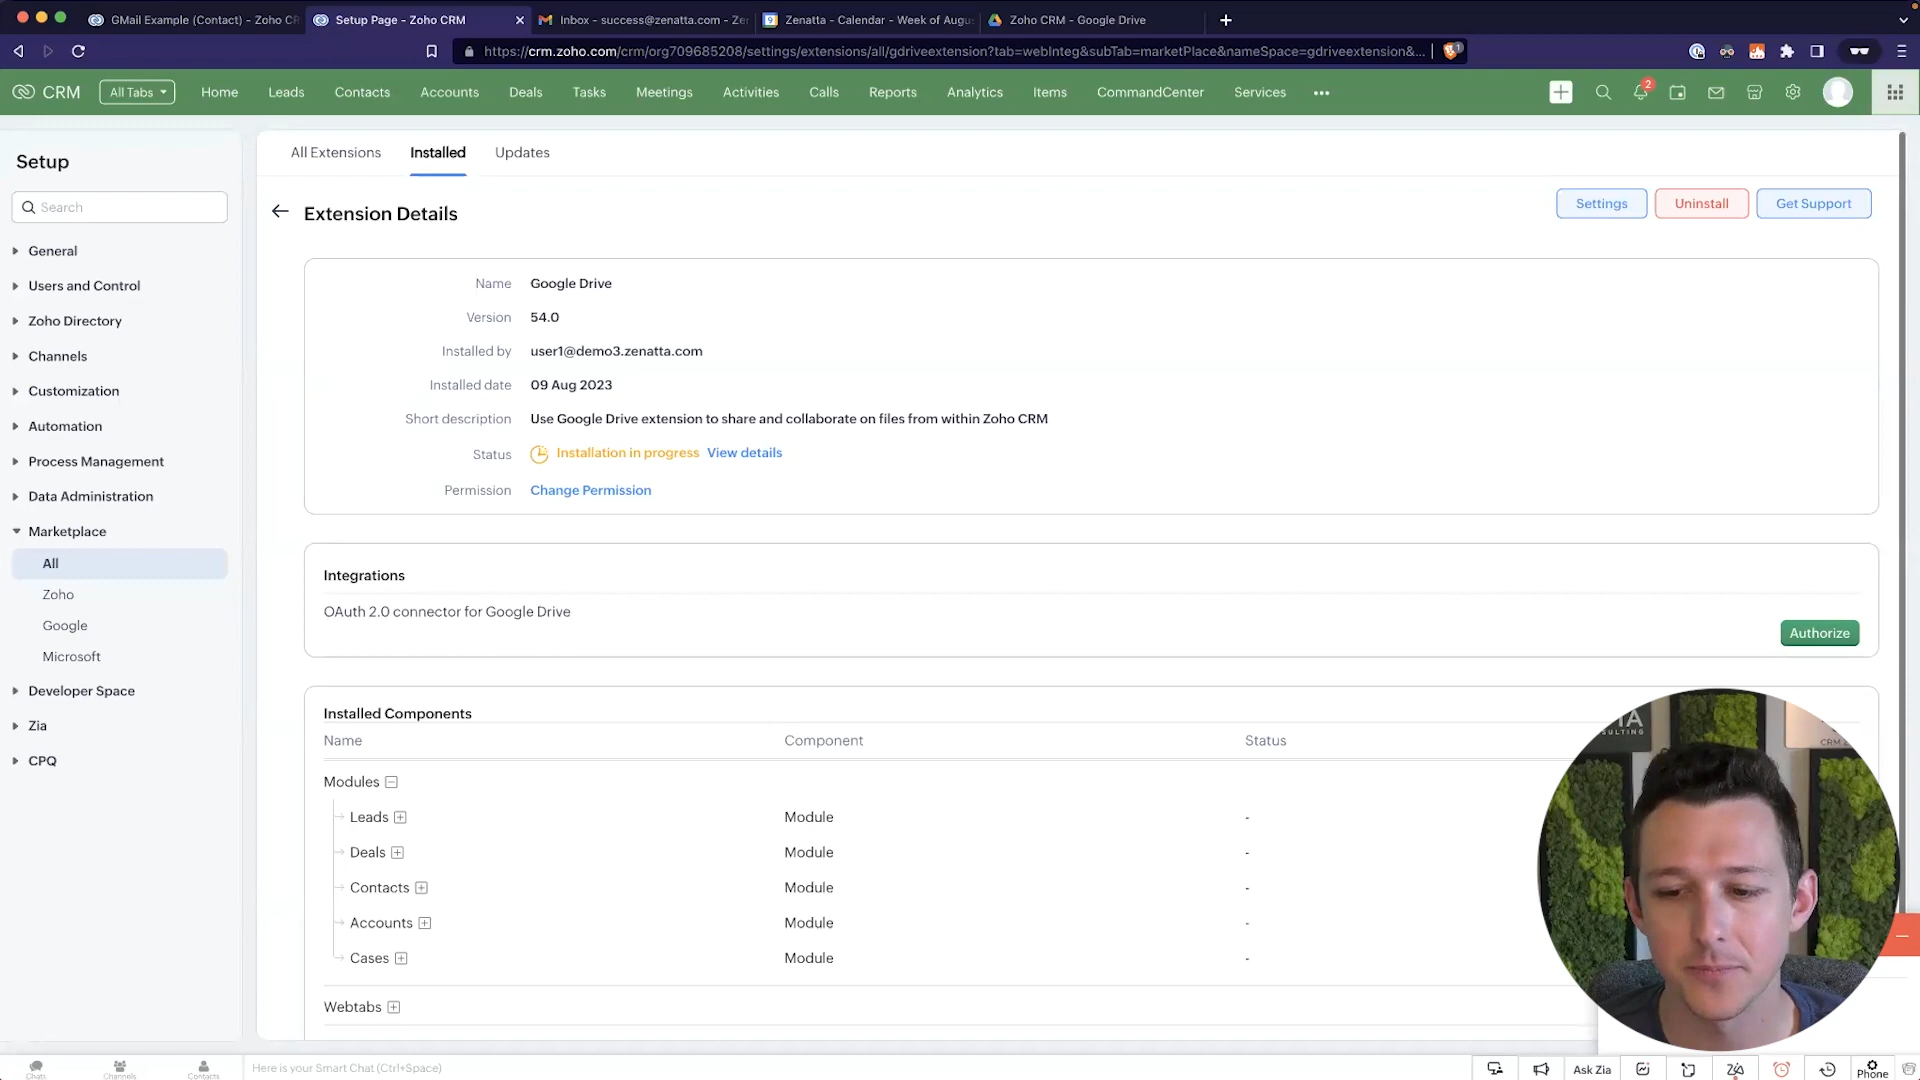 GMail Example (Contact) - Zoho CR
Setup Page - Zoho CRM
Inbox - success@zenatta.com - Zen
Zenatta - Calendar - Week of Augu
Zoho CRM - Google Drive
https://crm.zoho.com/crm/org709685208/settings/extensions/all/gdriveextension?tab=webInteg&subTab=marketPlace&nameSpace=gdriveextension&...
1
CRM
All Tabs
Home
Leads
Contacts
Accounts
Deals
Tasks
Meetings
Activities
Calls
Reports
Analytics
Items
CommandCenter
Services
2
Setup
Search
General
Users and Control
Zoho Directory
Channels
Customization
Automation
Process Management
Data Administration
Marketplace
All
Zoho
Google
Microsoft
Developer Space
Zia
CPQ
All Extensions
Installed
Updates
Extension Details
Settings
Uninstall
Get Support
Name Google Drive
Version 54.0
Installed by user1@demo3.zenatta.com
Installed date 09 Aug 2023
Short description Use Google Drive extension to share and collaborate on files from within Zoho CRM
Status Installation in progress View details
Permission Change Permission
Integrations
OAuth 2.0 connector for Google Drive
Authorize
Installed Components
Name Component Status
Modules
Leads Module -
Deals Module -
Contacts Module -
Accounts Module -
Cases Module -
Webtabs
Chats
Channels
Contacts
Here is your Smart Chat (Ctrl+Space)
Ask Zia
Phone